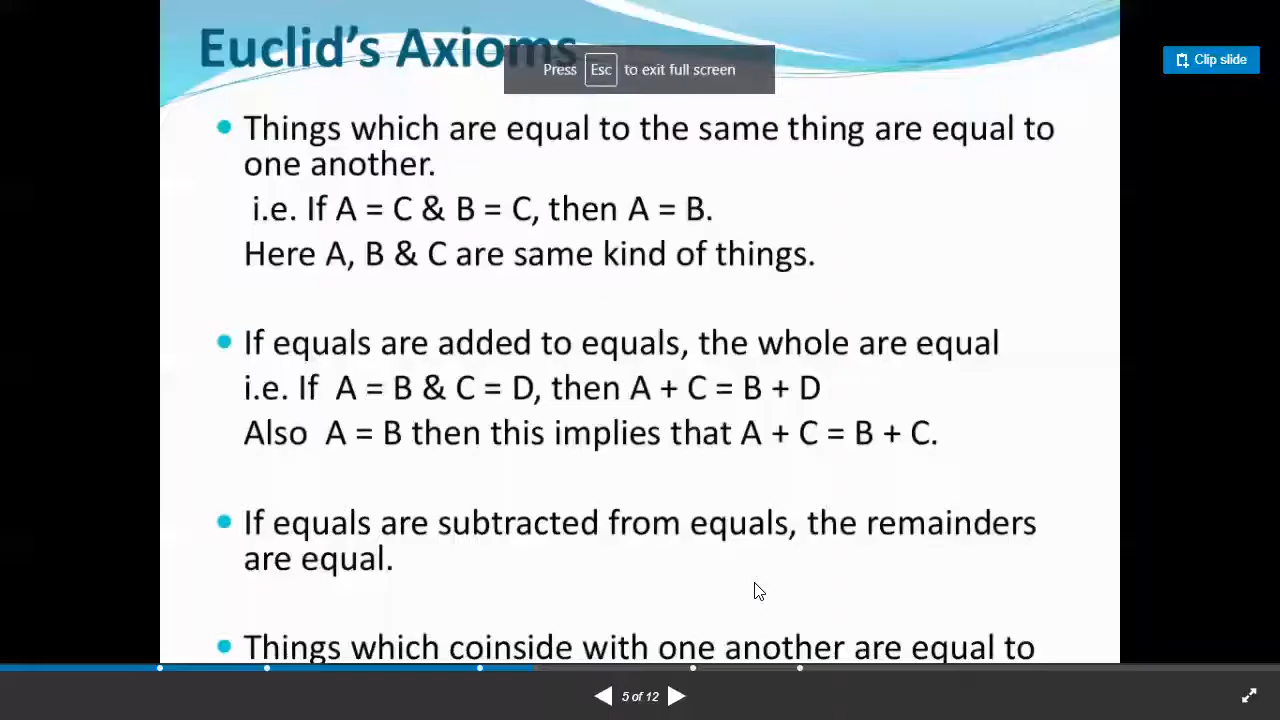 Euclid's Axioms
Press Esc to exit full screen
Clip slide
Things which are equal to the same thing are equal to
one another.
i.e. If A = C & B = C, then A = B.
Here A, B & C are same kind of things.
If equals are added to equals, the whole are equal
i.e. If A = B & C = D, then A + C = B + D
Also A = B then this implies that A + C = B + C.
If equals are subtracted from equals, the remainders
are equal.
Things which coinside with one another are equal to
5 of 12